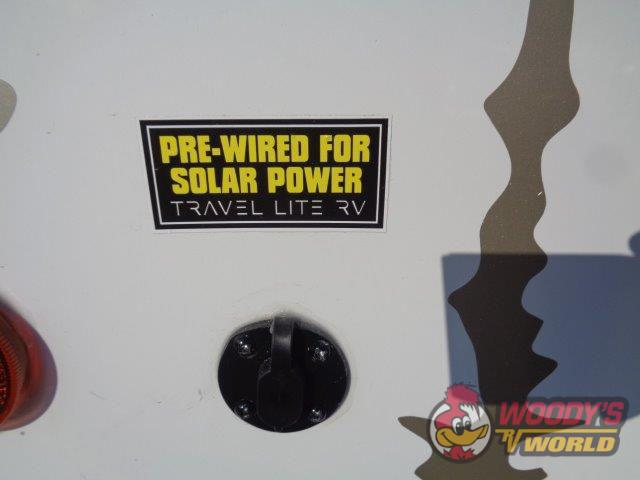 PRE-WIRED FOR
SOLAR POWER
TRAVEL LITE RV
WOODY'S
RV WORLD